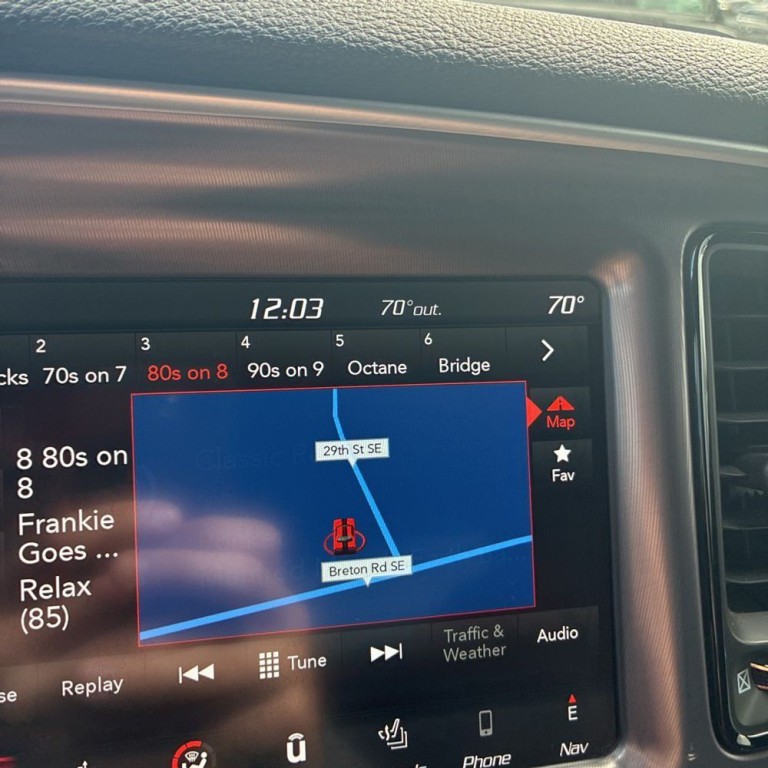 12:03 70°out. 70°
2 3 4 5 6
cks 70s on 7 80s on 8 90s on 9 Octane Bridge
29th St SE
Map
8 80s on
8
Fav
Frankie
Goes ...
Breton Rd SE
Relax
(85)
se Replay Tune Traffic &
Weather Audio
E
Phone Nav